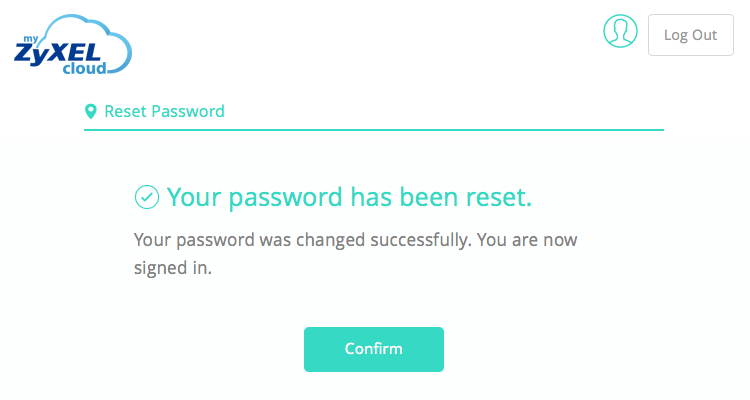 my
ZyXEL
cloud
Log Out
Reset Password
Your password has been reset.
Your password was changed successfully. You are now
signed in.
Confirm